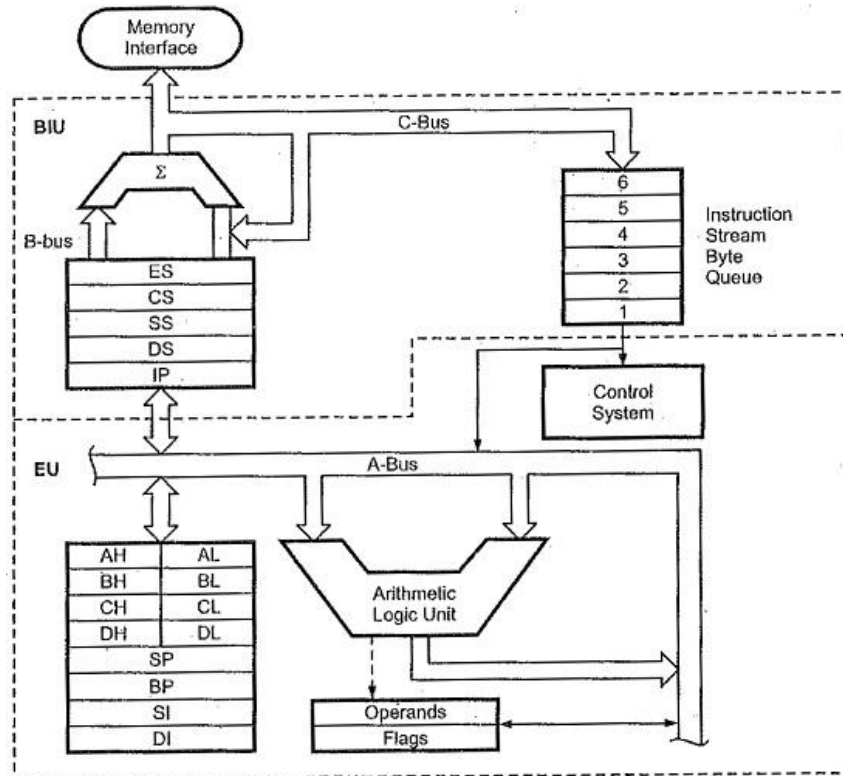 Memory
Interface
BIU
C-Bus
Σ
B-bus
6
5
4
3
2
1
Instruction
Stream
Byte
Queue
ES
CS
SS
DS
IP
Control
System
EU
A-Bus
AH AL
BH BL
CH CL
DH DL
SP
BP
SI
DI
Arithmetic
Logic Unit
Operands
Flags